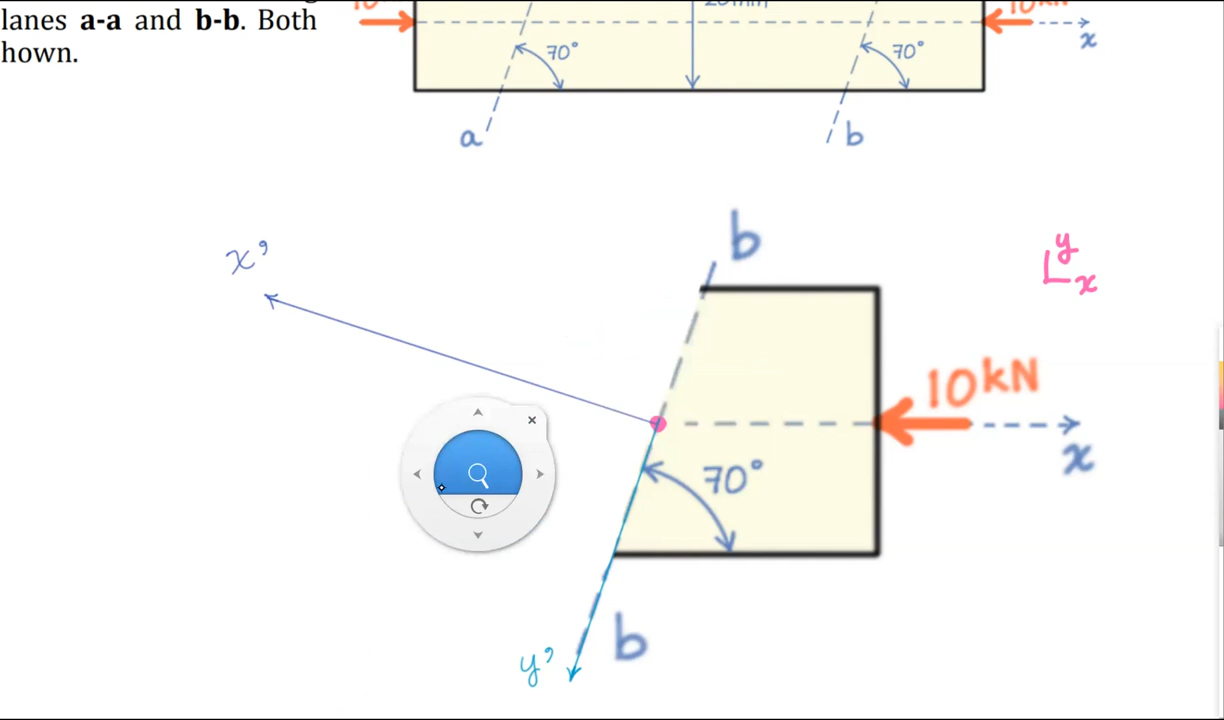 lanes a-a and b-b. Both
hown.
x
70°
70°
a
b
x’
b
y
x
10kN
x
70°
y’
b